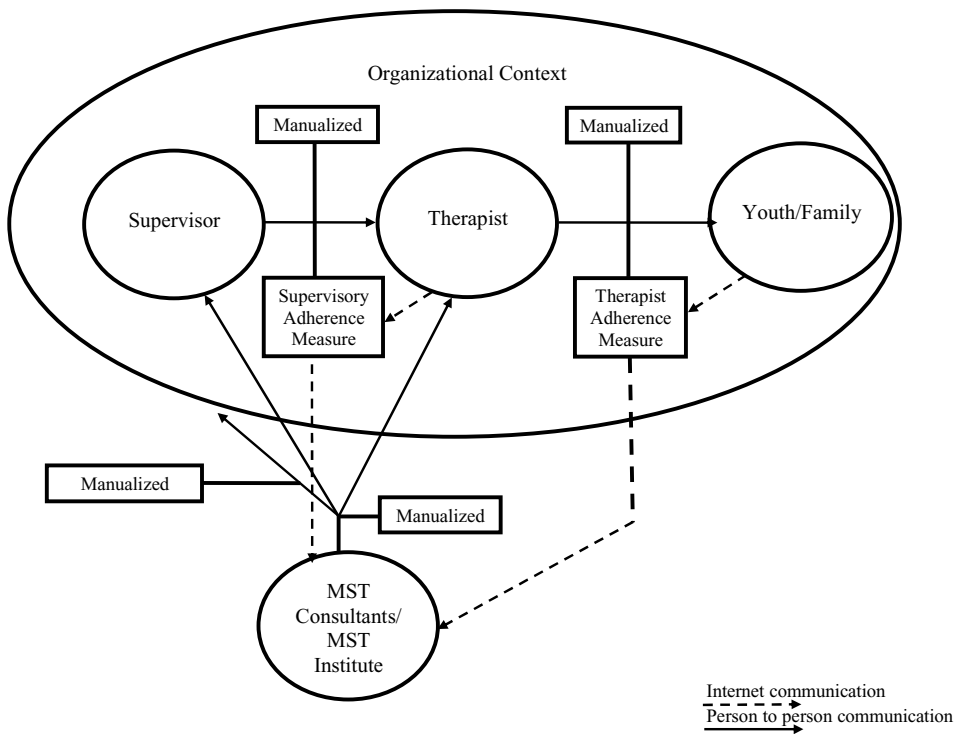 Organizational Context
Manualized
Manualized
Supervisor
Therapist
Youth/Family
Supervisory
Adherence
Measure
Therapist
Adherence
Measure
Manualized
Manualized
MST
Consultants/
MST
Institute
Internet communication
Person to person communication